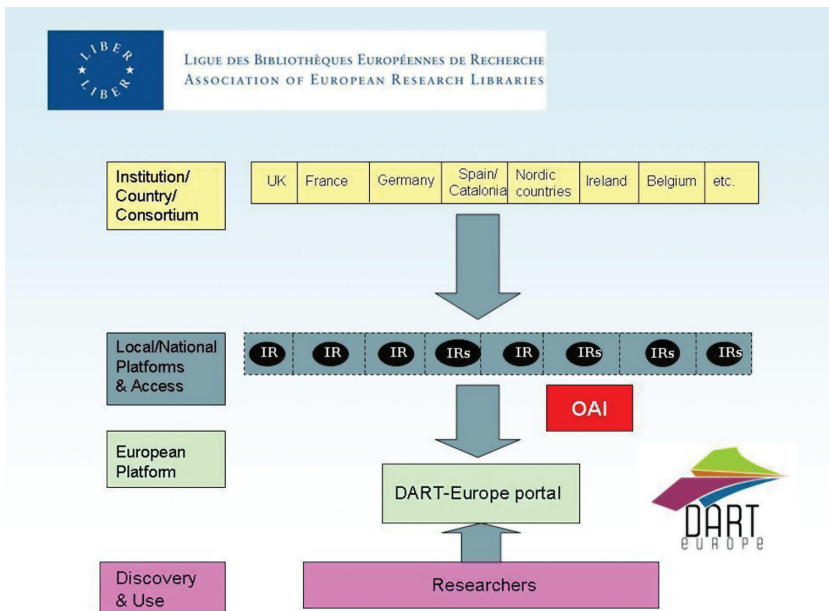 LIBER
LIBER
LIGUE DES BIBLIOTHÈQUES EUROPÉENNES DE RECHERCHE
ASSOCIATION OF EUROPEAN RESEARCH LIBRARIES
Institution/
Country/
Consortium
UK
France
Germany
Spain/
Catalonia
Nordic
countries
Ireland
Belgium
etc.
Local/National
Platforms
& Access
IR
IR
IR
IRs
IR
IRs
IRs
IRs
OAI
European
Platform
DART-Europe portal
DART
europe
Discovery
& Use
Researchers